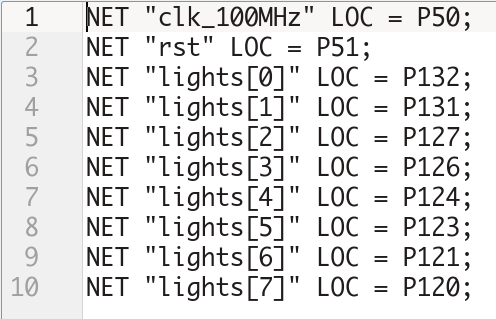 1 NET "clk_100MHz" LOC = P50;
2 NET "rst" LOC = P51;
3 NET "lights[0]" LOC = P132;
4 NET "lights[1]" LOC = P131;
5 NET "lights[2]" LOC = P127;
6 NET "lights[3]" LOC = P126;
7 NET "lights[4]" LOC = P124;
8 NET "lights[5]" LOC = P123;
9 NET "lights[6]" LOC = P121;
10 NET "lights[7]" LOC = P120;